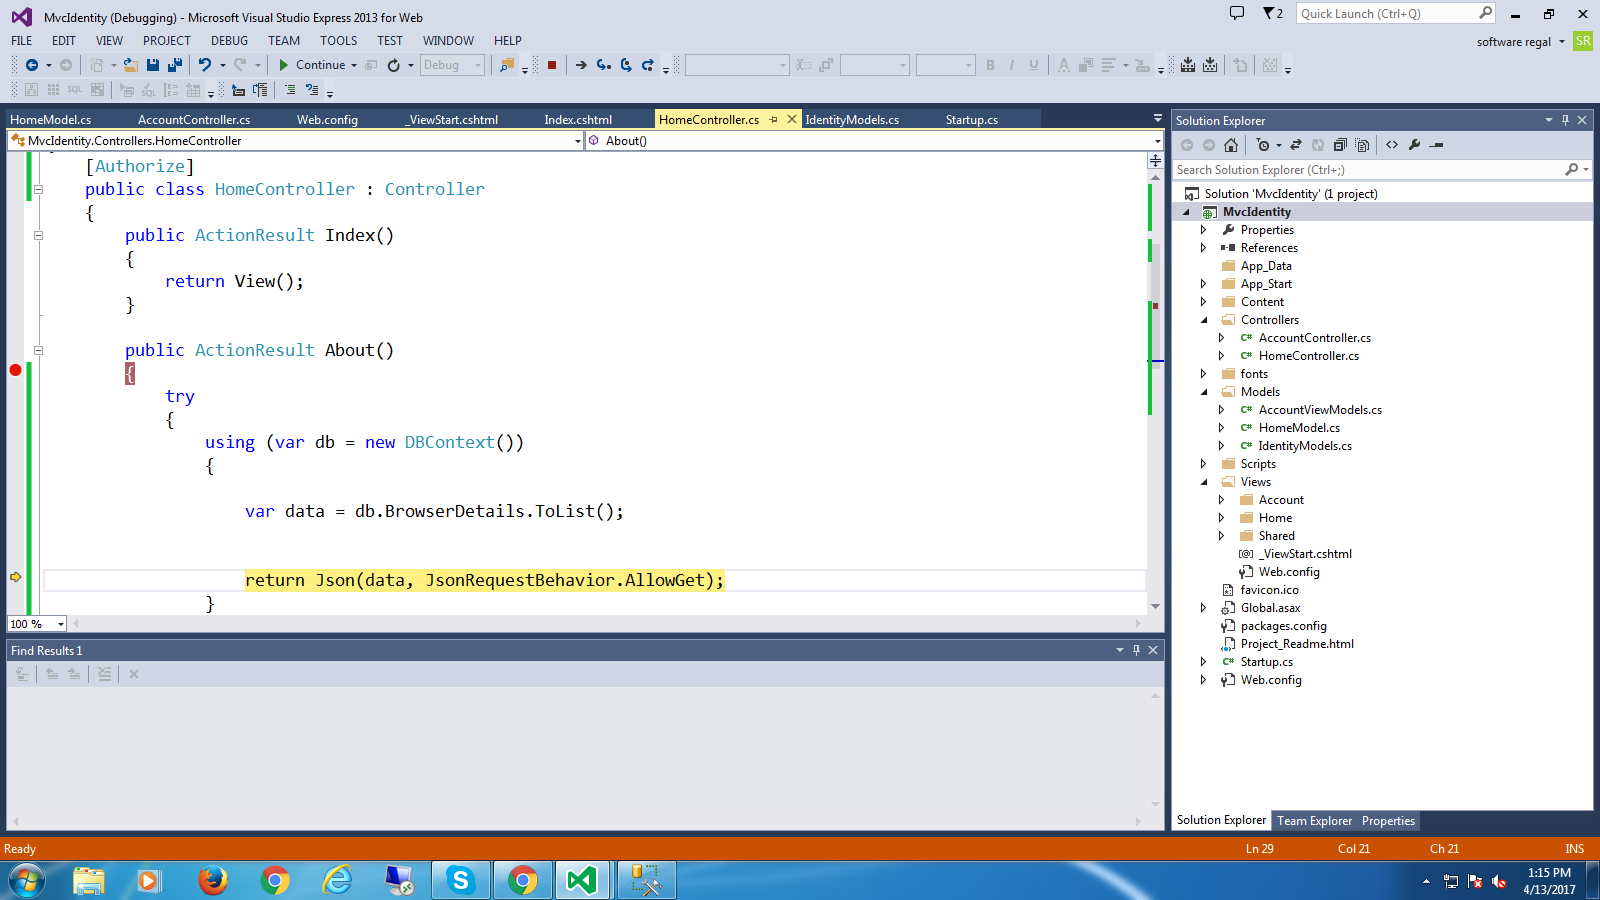 MvcIdentity (Debugging) - Microsoft Visual Studio Express 2013 for Web
2
Quick Launch (Ctrl+Q)
FILE EDIT VIEW PROJECT DEBUG TEAM TOOLS TEST WINDOW HELP
software regal SR
Continue Debug
B I U A
SQL SQL
HomeModel.cs AccountController.cs Web.config _ViewStart.cshtml Index.cshtml HomeController.cs IdentityModels.cs Startup.cs
MvcIdentity.Controllers.HomeController About()
[Authorize]
public class HomeController : Controller
{
public ActionResult Index()
{
return View();
}
public ActionResult About()
{
try
{
using (var db = new DBContext())
{
var data = db.BrowserDetails.ToList();
return Json(data, JsonRequestBehavior.AllowGet);
}
100 %
Find Results 1
Solution Explorer
Search Solution Explorer (Ctrl+;)
Solution 'MvcIdentity' (1 project)
MvcIdentity
Properties
References
App_Data
App_Start
Content
Controllers
C# AccountController.cs
C# HomeController.cs
fonts
Models
C# AccountViewModels.cs
C# HomeModel.cs
C# IdentityModels.cs
Scripts
Views
Account
Home
Shared
[@] _ViewStart.cshtml
Web.config
favicon.ico
Global.asax
packages.config
Project_Readme.html
C# Startup.cs
Web.config
Solution Explorer Team Explorer Properties
Ready Ln 29 Col 21 Ch 21 INS
S
1:15 PM
4/13/2017